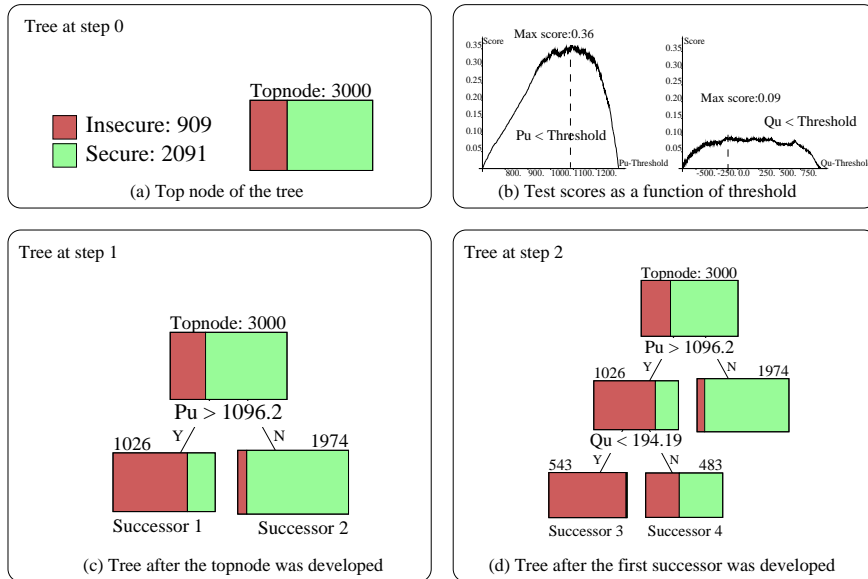 Tree at step 0
Topnode: 3000
Insecure: 909
Secure: 2091
(a) Top node of the tree
Score
Max score:0.36
0.35
0.30
0.25
0.20
0.15
0.10
0.05
Pu < Threshold
Pu-Threshold
800. 900. 1000. 1100. 1200.
Score
0.35
0.30
0.25
0.20
0.15
0.10
0.05
Max score:0.09
Qu < Threshold
Qu-Threshold
-500. -250. 0.0 250. 500. 750.
(b) Test scores as a function of threshold
Tree at step 1
Topnode: 3000
Pu > 1096.2
Y N
1026 1974
Successor 1 Successor 2
(c) Tree after the topnode was developed
Tree at step 2
Topnode: 3000
Pu > 1096.2
Y N
1026 1974
Qu < 194.19
Y N
543 483
Successor 3 Successor 4
(d) Tree after the first successor was developed